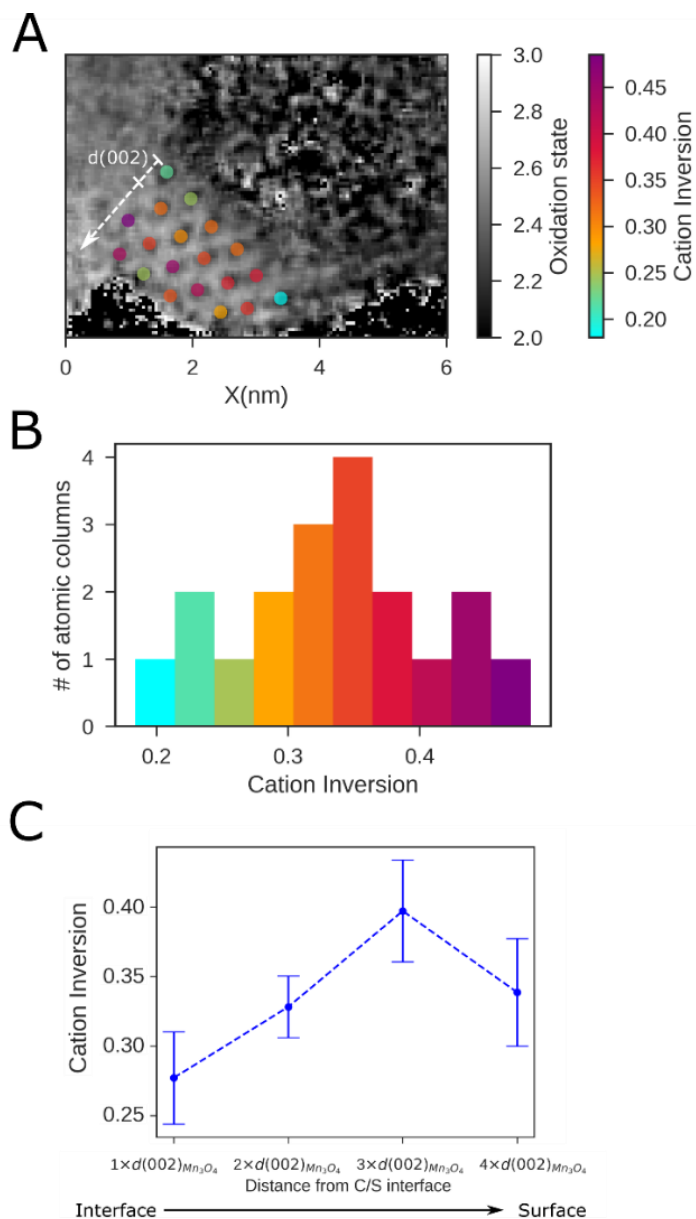 A
d(002)
0 2 4 6
X(nm)
3.0
2.8
2.6
2.4
2.2
2.0
Oxidation state
0.45
0.40
0.35
0.30
0.25
0.20
Cation Inversion
B
4
3
2
1
0
# of atomic columns
0.2 0.3 0.4
Cation Inversion
C
0.40
0.35
0.30
0.25
Cation Inversion
1×d(002)Mn₃O₄ 2×d(002)Mn₃O₄ 3×d(002)Mn₃O₄ 4×d(002)Mn₃O₄
Distance from C/S interface
Interface Surface